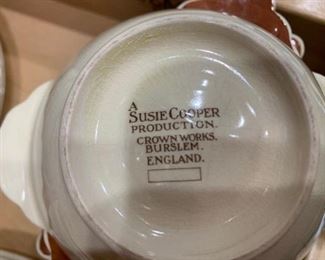 A
SUSIE COOPER
PRODUCTION.
CROWN WORKS.
BURSLEM.
ENGLAND.